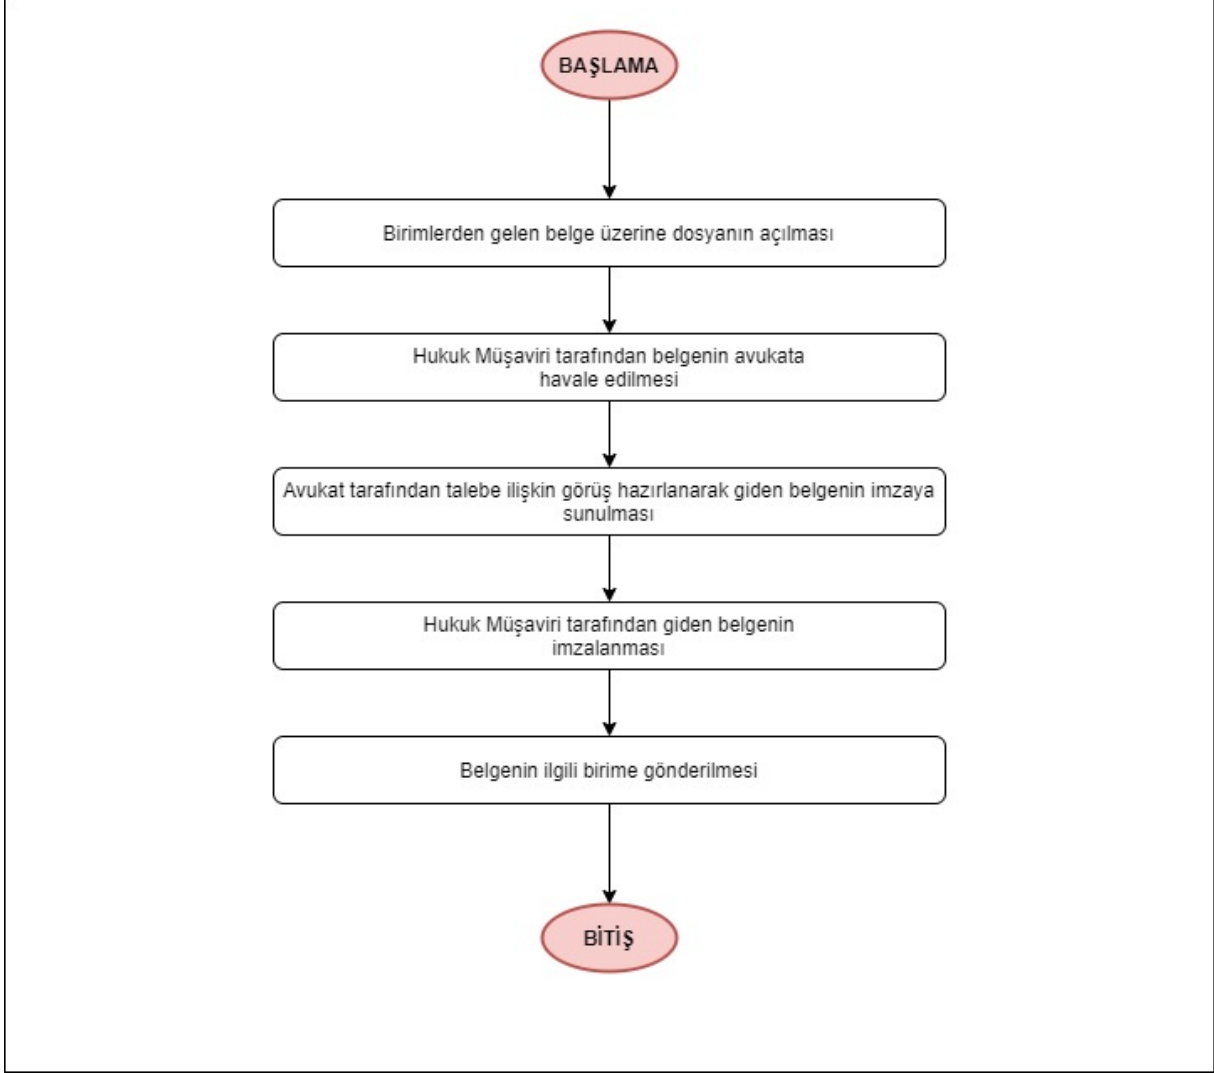 BAŞLAMA
Birimlerden gelen belge üzerine dosyanın açılması
Hukuk Müşaviri tarafından belgenin avukata
havale edilmesi
Avukat tarafından talebe ilişkin görüş hazırlanarak giden belgenin imzaya
sunulması
Hukuk Müşaviri tarafından giden belgenin
imzalanması
Belgenin ilgili birime gönderilmesi
BİTİŞ